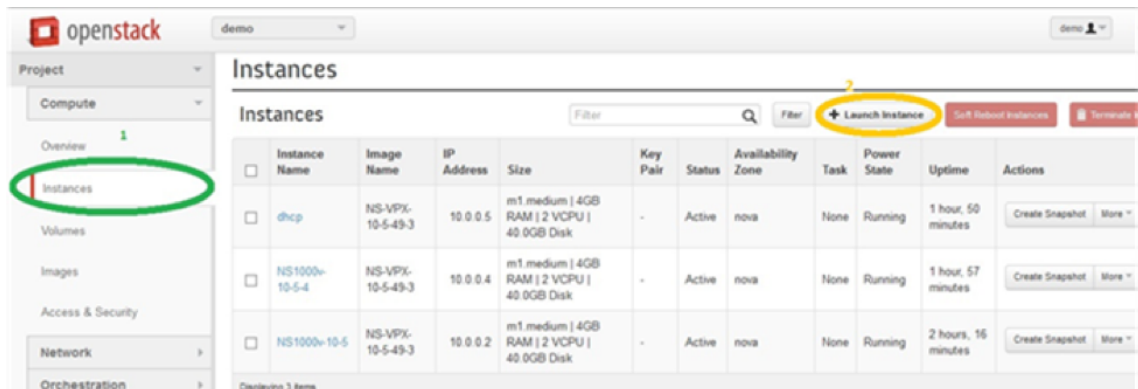 openstack
demo
demo
Project
Compute
Overview
1
Instances
Volumes
Images
Access & Security
Network
Orchestration
Instances
Instances
Filter
Filter
2
+ Launch Instance
Soft Reboot Instances
Terminate
Instance Name Image Name IP Address Size Key Pair Status Availability Zone Task Power State Uptime Actions
dhcp NS-VPX-10-5-49-3 10.0.0.5 m1.medium | 4GB RAM | 2 VCPU | 40.0GB Disk - Active nova None Running 1 hour, 50 minutes Create Snapshot More
NS1000v-10-5-4 NS-VPX-10-5-49-3 10.0.0.4 m1.medium | 4GB RAM | 2 VCPU | 40.0GB Disk - Active nova None Running 1 hour, 57 minutes Create Snapshot More
NS1000v-10-5 NS-VPX-10-5-49-3 10.0.0.2 m1.medium | 4GB RAM | 2 VCPU | 40.0GB Disk - Active nova None Running 2 hours, 16 minutes Create Snapshot More
Displaying 3 items